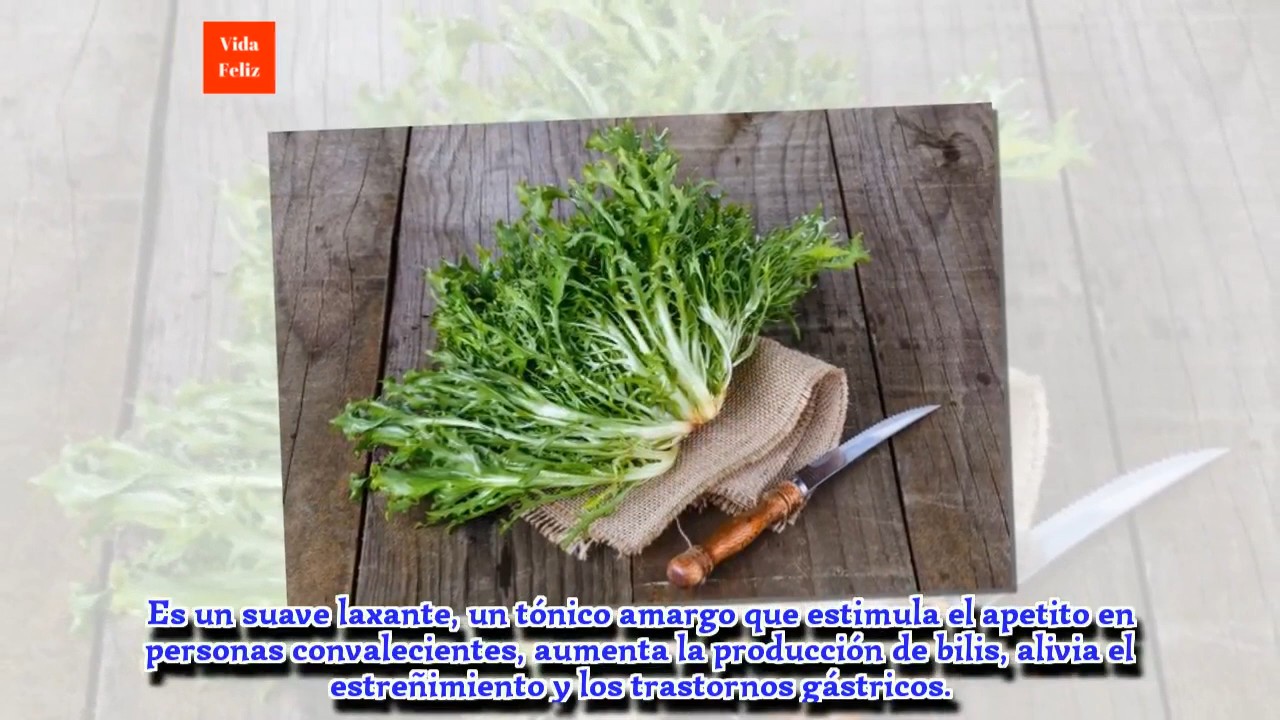 Vida
Feliz
Es un suave laxante, un tónico amargo que estimula el apetito en
personas convalecientes, aumenta la producción de bilis, alivia el
estreñimiento y los trastornos gástricos.